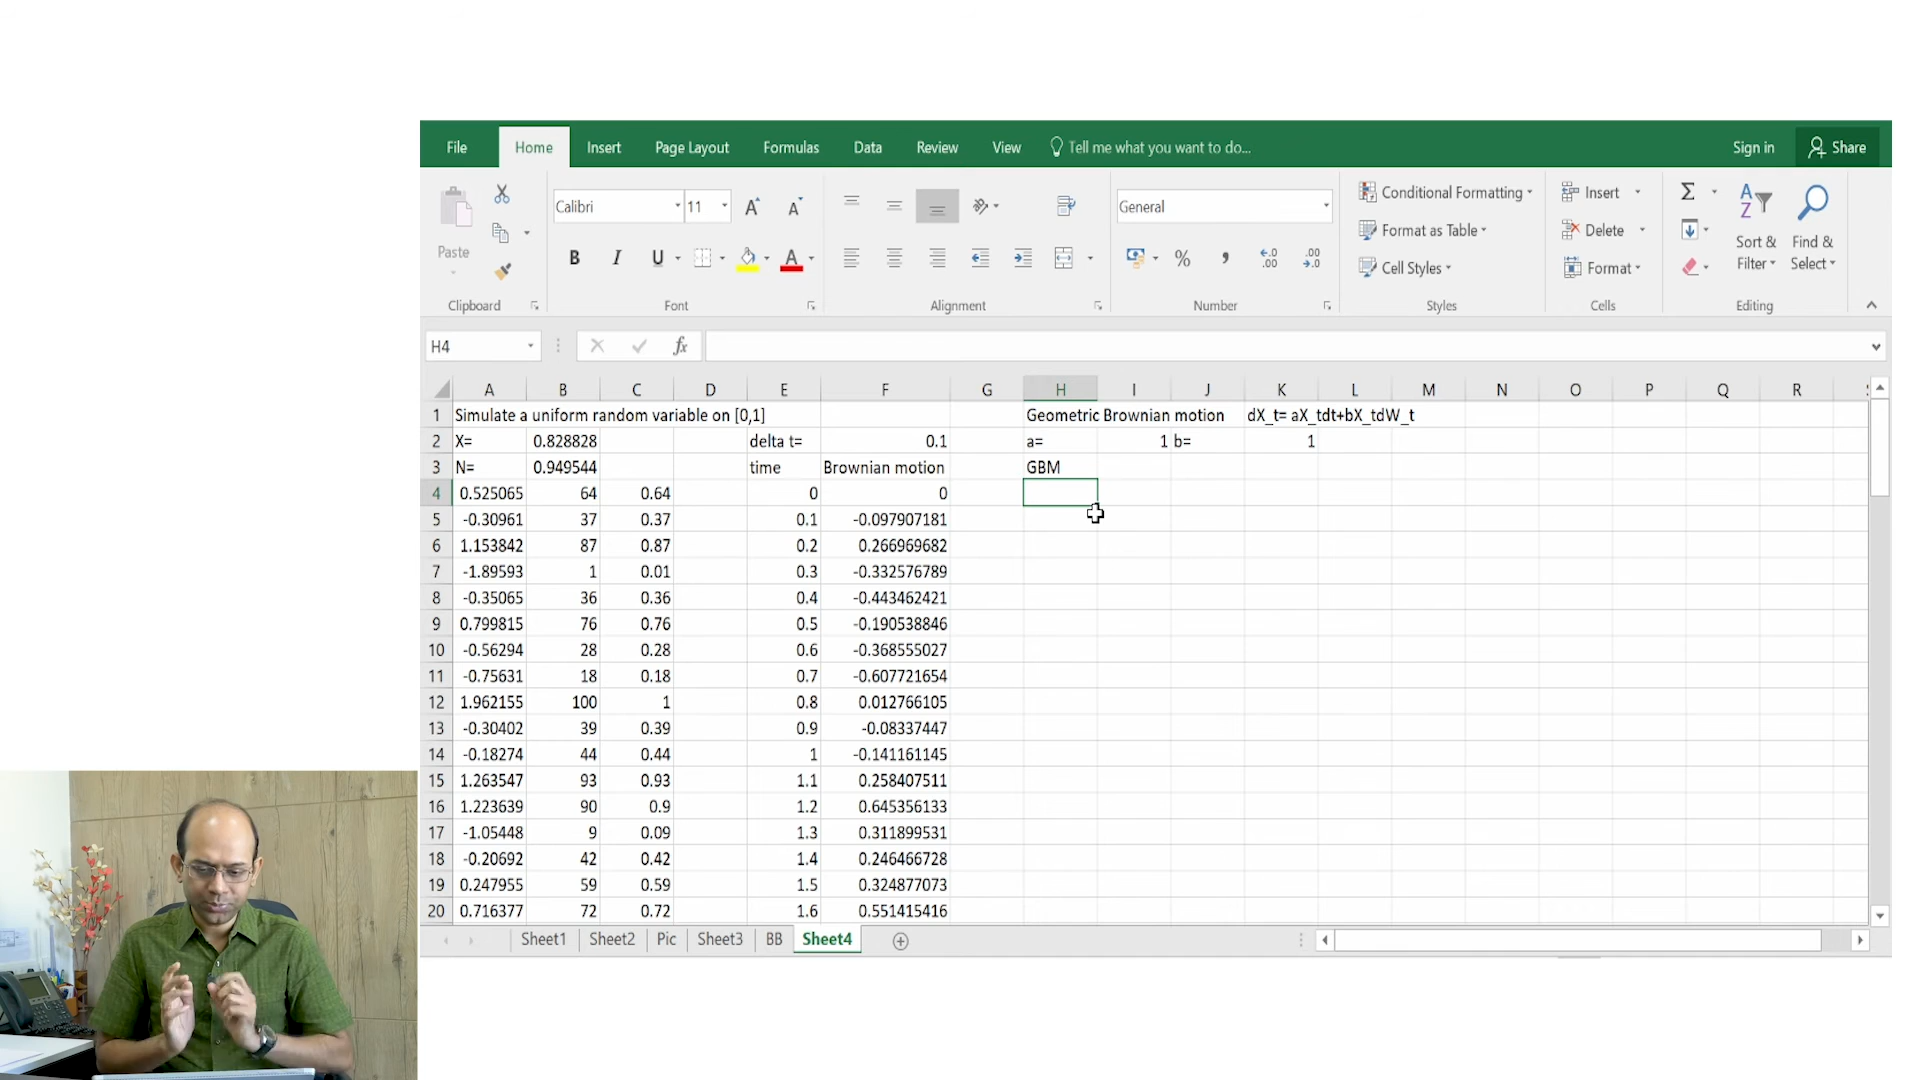 File Home Insert Page Layout Formulas Data Review View Tell me what you want to do... Sign in Share
Paste
Clipboard
Calibri 11
B I U A
Font
Alignment
General
% ,
Number
Conditional Formatting
Format as Table
Cell Styles
Styles
Insert
Delete
Format
Cells
Sort & Filter
Find & Select
Editing
H4 fx
A B C D E F G H I J K L M N O P Q R
1 Simulate a uniform random variable on [0,1] Geometric Brownian motion dX_t= aX_tdt+bX_tdW_t
2 X= 0.828828 delta t= 0.1 a= 1 b= 1
3 N= 0.949544 time Brownian motion GBM
4 0.525065 64 0.64 0 0
5 -0.30961 37 0.37 0.1 -0.097907181
6 1.153842 87 0.87 0.2 0.266969682
7 -1.89593 1 0.01 0.3 -0.332576789
8 -0.35065 36 0.36 0.4 -0.443462421
9 0.799815 76 0.76 0.5 -0.190538846
10 -0.56294 28 0.28 0.6 -0.368555027
11 -0.75631 18 0.18 0.7 -0.607721654
12 1.962155 100 1 0.8 0.012766105
13 -0.30402 39 0.39 0.9 -0.08337447
14 -0.18274 44 0.44 1 -0.141161145
15 1.263547 93 0.93 1.1 0.258407511
16 1.223639 90 0.9 1.2 0.645356133
17 -1.05448 9 0.09 1.3 0.311899531
18 -0.20692 42 0.42 1.4 0.246466728
19 0.247955 59 0.59 1.5 0.324877073
20 0.716377 72 0.72 1.6 0.551415416
Sheet1 Sheet2 Pic Sheet3 BB Sheet4